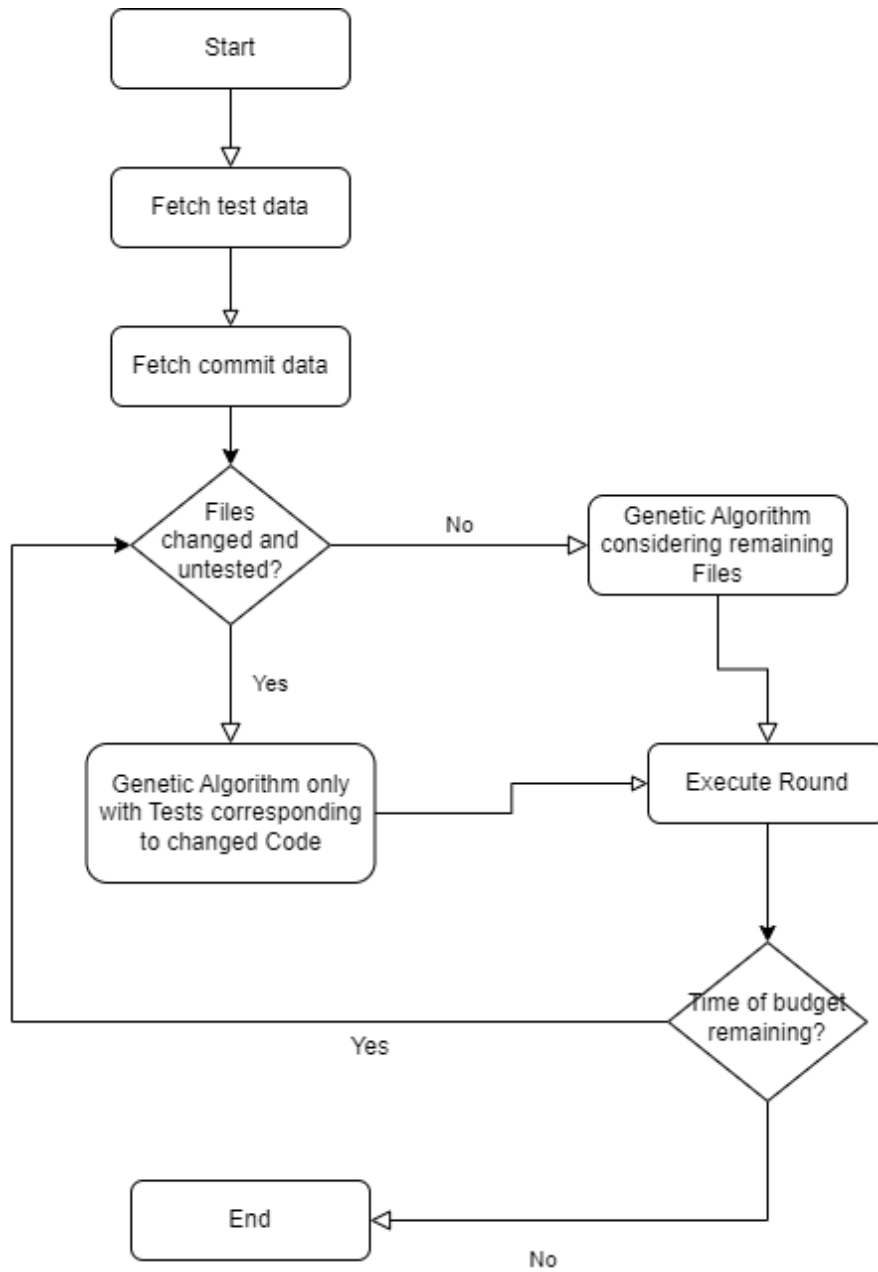 Start
Fetch test data
Fetch commit data
Files
changed and
untested?
No
Genetic Algorithm
considering remaining
Files
Yes
Genetic Algorithm only
with Tests corresponding
to changed Code
Execute Round
Time of budget
remaining?
Yes
End
No